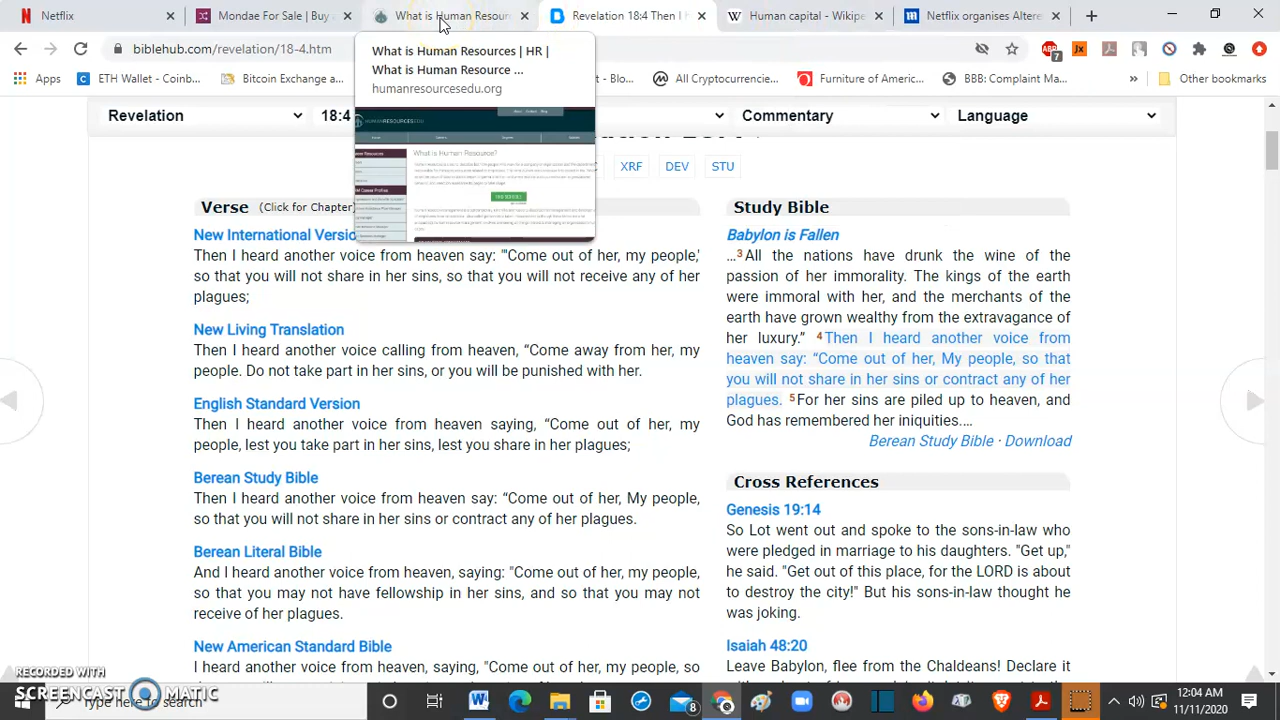 Netflix
Mondae For Sale | Buy
What is Human Resour
Revelation 18:4 Then I H
Human capital - Wikipe
Netflix organises Altere
biblehub.com/revelation/18-4.htm
7
Apps
ETH Wallet - Coinb...
Bitcoin Exchange a...
- Blo...
All Cryptocurrencie...
Furniture of Americ...
BBB: Complaint Ma...
Other bookmarks
What is Human Resources | HR |
What is Human Resource ...
humanresourcesedu.org
What is Human Resource?
Revelation
18:4
Commentary
Language
XRF
DEV
STU
Verse
(Click for Chapter)
New International Versio
Then I heard another voice from heaven say: "'Come out of her, my people,'
so that you will not share in her sins, so that you will not receive any of her
plagues;
New Living Translation
Then I heard another voice calling from heaven, “Come away from her, my
people. Do not take part in her sins, or you will be punished with her.
English Standard Version
Then I heard another voice from heaven saying, “Come out of her, my
people, lest you take part in her sins, lest you share in her plagues;
Berean Study Bible
Then I heard another voice from heaven say: “Come out of her, My people,
so that you will not share in her sins or contract any of her plagues.
Berean Literal Bible
And I heard another voice from heaven, saying: "Come out of her, my people,
so that you may not have fellowship in her sins, and so that you may not
receive of her plagues.
New American Standard Bible
I heard another voice from heaven, saying, "Come out of her, my people, so
Study Bible
Babylon is Fallen
…3All the nations have drunk the wine of the
passion of her immorality. The kings of the earth
were immoral with her, and the merchants of the
earth have grown wealthy from the extravagance of
her luxury.” 4Then I heard another voice from
heaven say: “Come out of her, My people, so that
you will not share in her sins or contract any of her
plagues. 5For her sins are piled up to heaven, and
God has remembered her iniquities.…
Berean Study Bible · Download
Cross References
Genesis 19:14
So Lot went out and spoke to the sons-in-law who
were pledged in marriage to his daughters. "Get up,"
he said. "Get out of this place, for the LORD is about
to destroy the city!" But his sons-in-law thought he
was joking.
Isaiah 48:20
Leave Babylon, flee from the Chaldeans! Declare it
RECORDED WITH
SCREENCAST MATIC
Type here to search
8
12:04 AM
11/11/2020